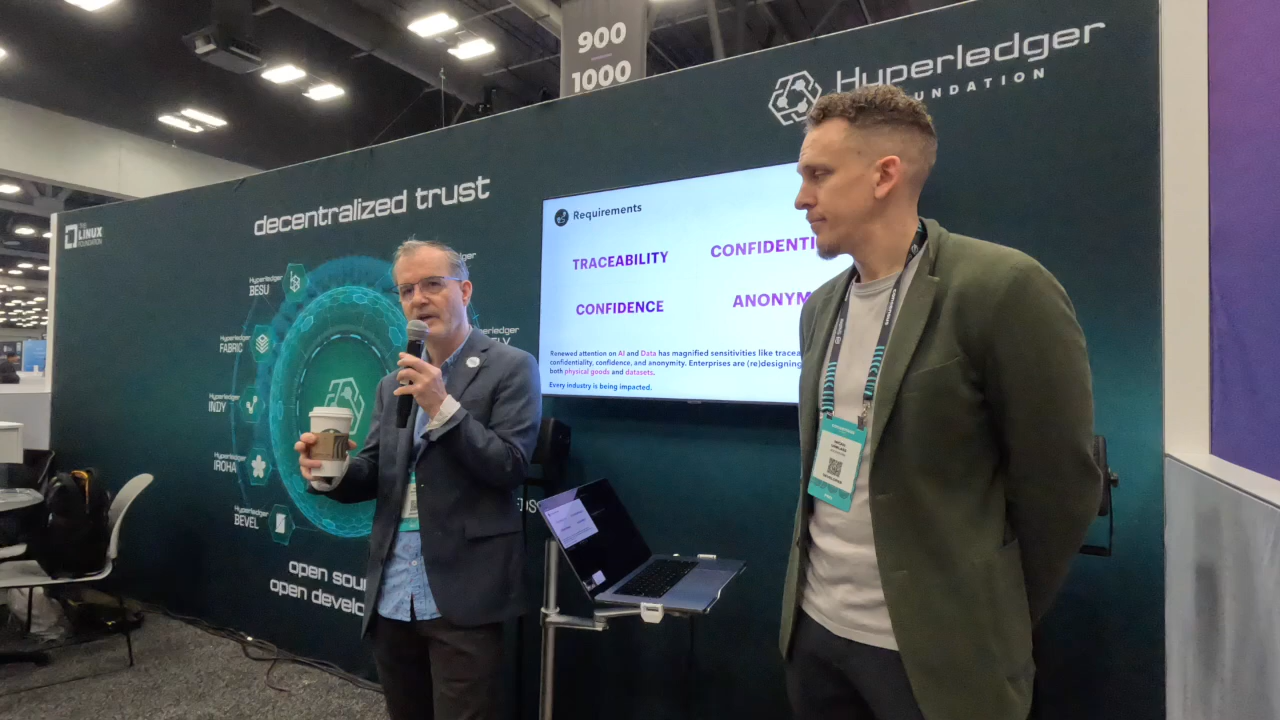 900
1000
Hyperledger
UNDATION
decentralized trust
THE
LINUX
FOUNDATION
Requirements
TRACEABILITY
CONFIDENTI
CONFIDENCE
ANONYM
Renewed attention on AI and Data has magnified sensitivities like tracea
confidentiality, confidence, and anonymity. Enterprises are (re)designing
both physical goods and datasets.
Every industry is being impacted.
Hyperledger
BESU
Hyperledger
FABRIC
Hyperledger
INDY
Hyperledger
IROHA
Hyperledger
BEVEL
open sou
open develo